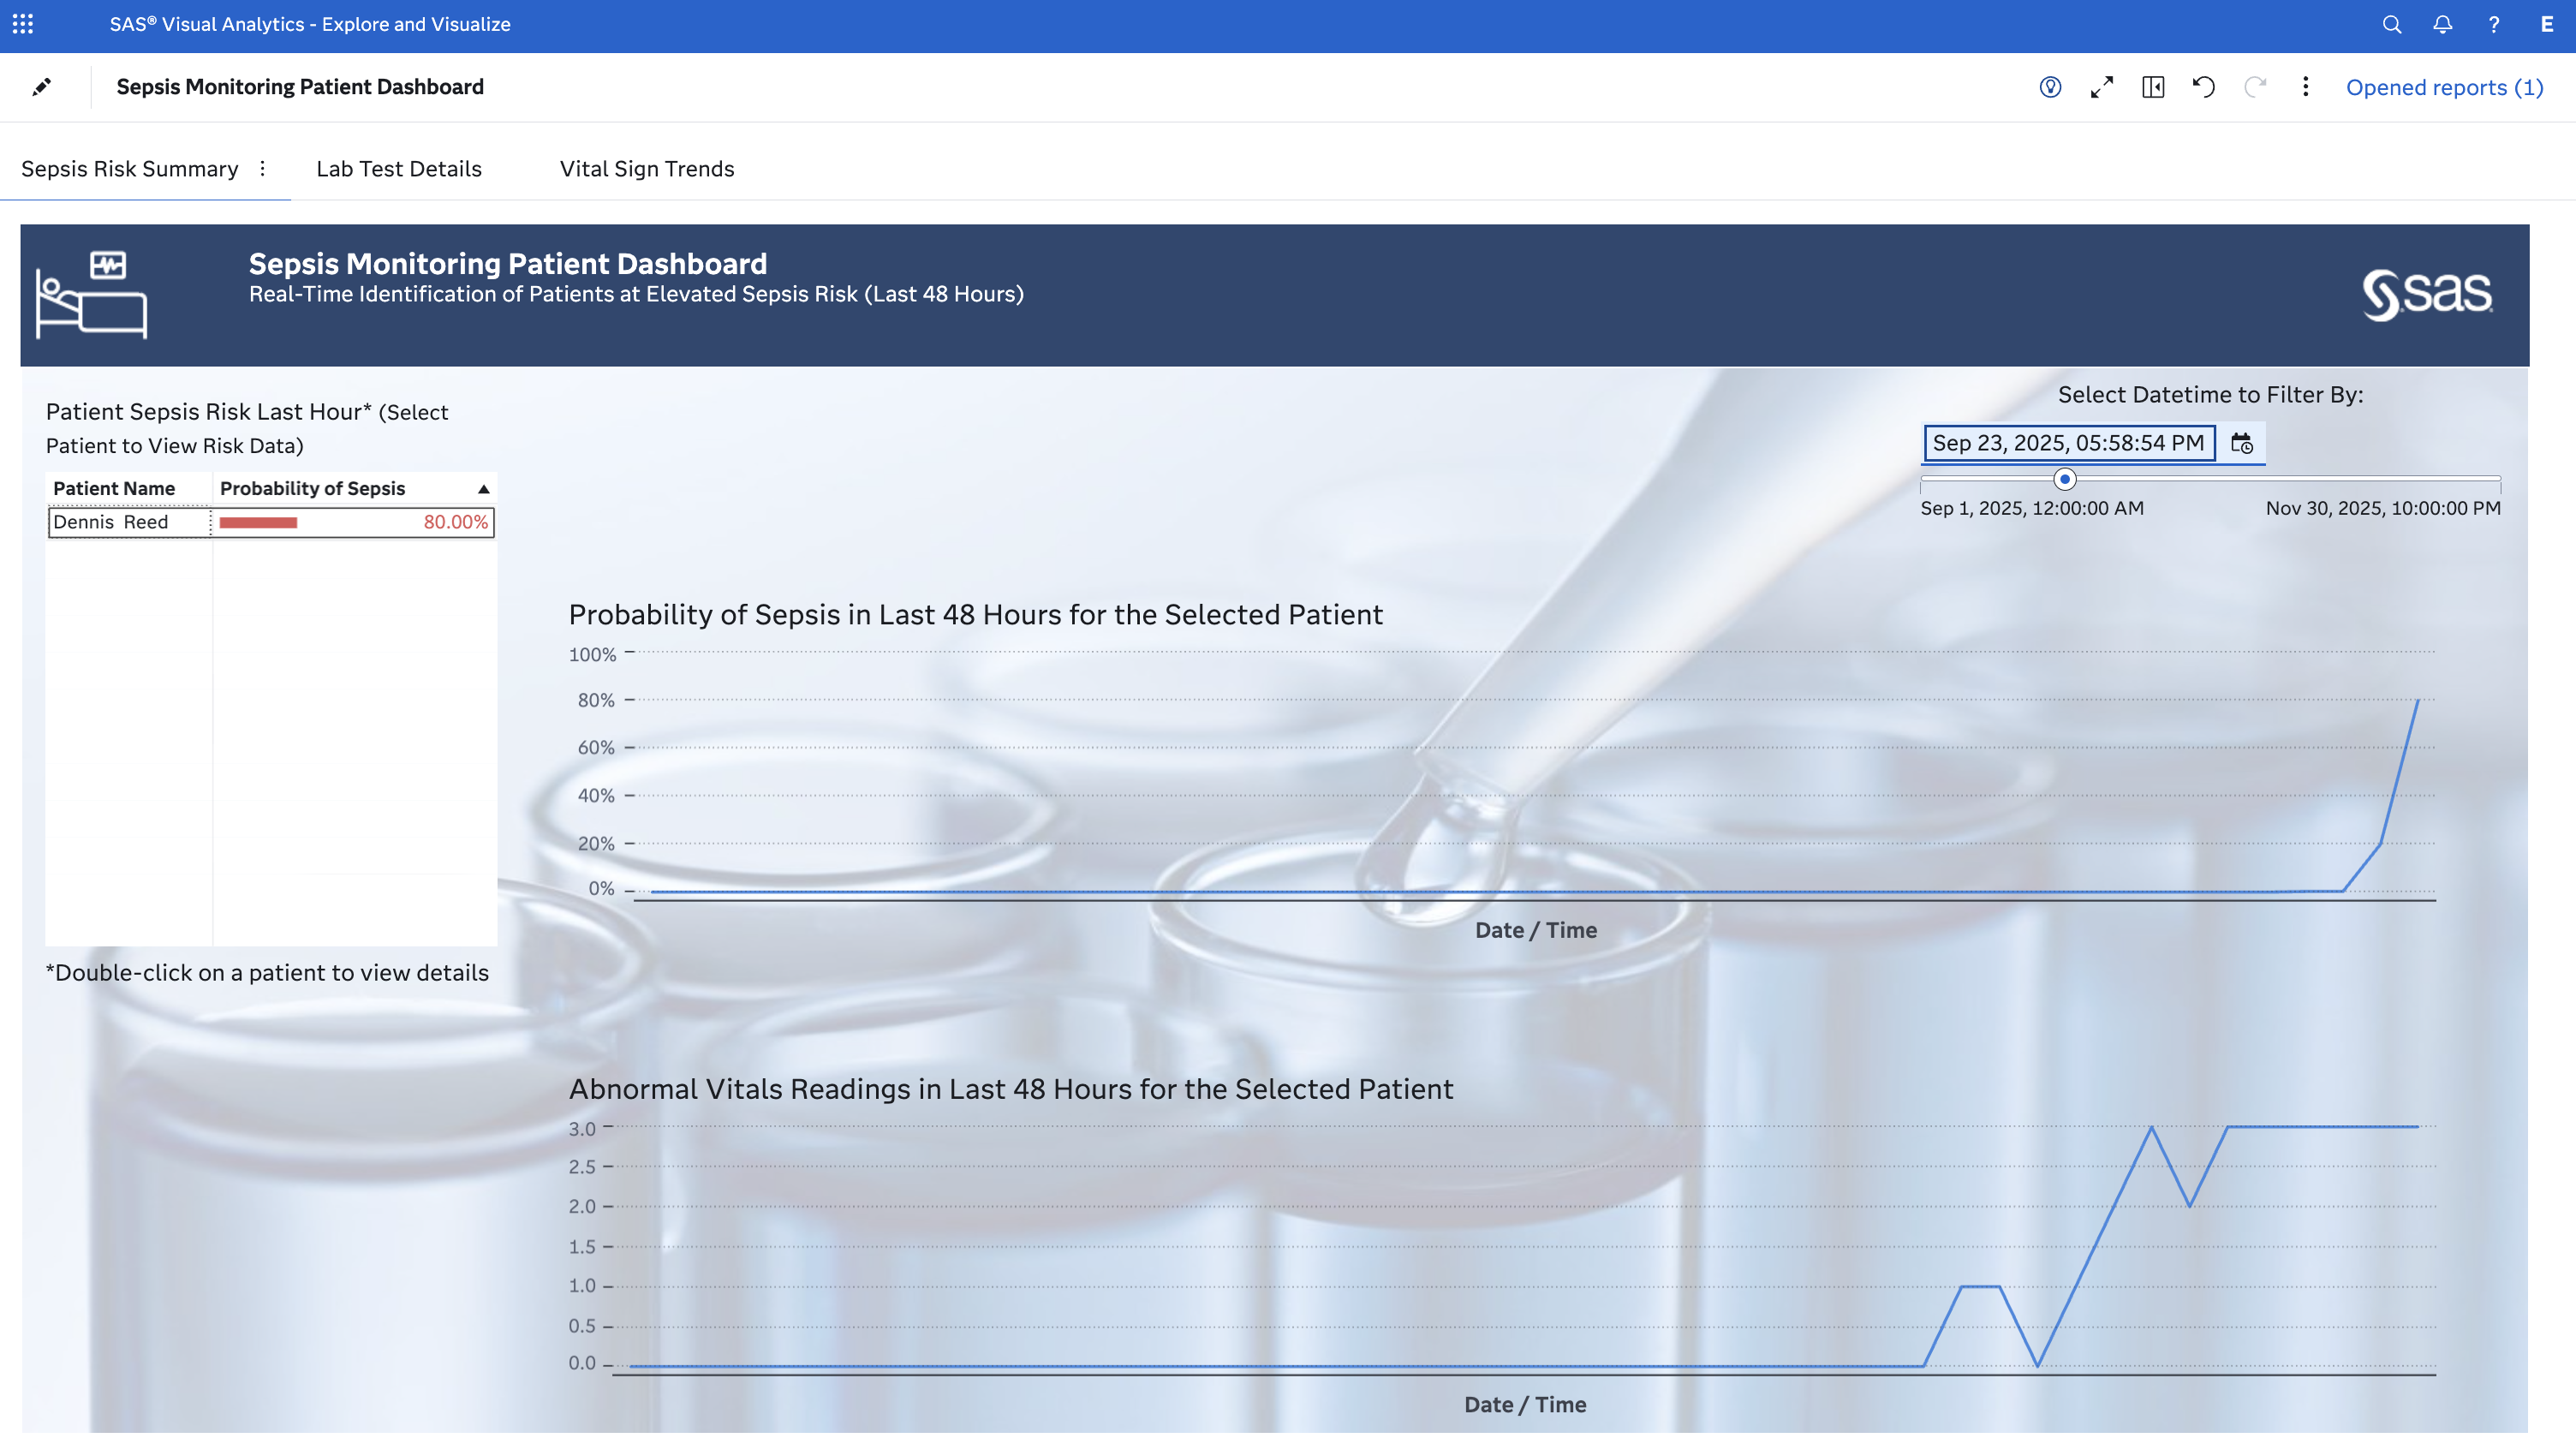 SAS® Visual Analytics - Explore and Visualize
?
E
Sepsis Monitoring Patient Dashboard
Opened reports (1)
Sepsis Risk Summary
Lab Test Details
Vital Sign Trends
Sepsis Monitoring Patient Dashboard
Real-Time Identification of Patients at Elevated Sepsis Risk (Last 48 Hours)
sas
Patient Sepsis Risk Last Hour* (Select
Patient to View Risk Data)
Patient Name Probability of Sepsis
Dennis Reed 80.00%
*Double-click on a patient to view details
Select Datetime to Filter By:
Sep 23, 2025, 05:58:54 PM
Sep 1, 2025, 12:00:00 AM
Nov 30, 2025, 10:00:00 PM
Probability of Sepsis in Last 48 Hours for the Selected Patient
100%
80%
60%
40%
20%
0%
Date / Time
Abnormal Vitals Readings in Last 48 Hours for the Selected Patient
3.0
2.5
2.0
1.5
1.0
0.5
0.0
Date / Time